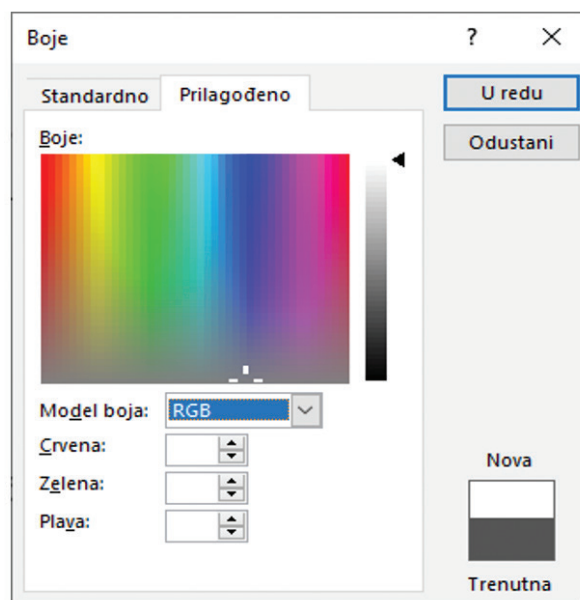 Boje
Standardno
Prilagođeno
U redu
Odustani
Boje:
Model boja:
RGB
Crvena:
Zelena:
Plava:
Nova
Trenutna